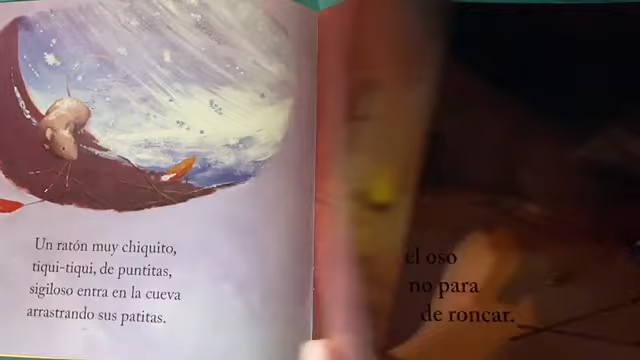 Un ratón muy chiquito,
tiqui-tiqui, de puntitas,
sigiloso entra en la cueva
arrastrando sus patitas.
el oso
no para
de roncar.